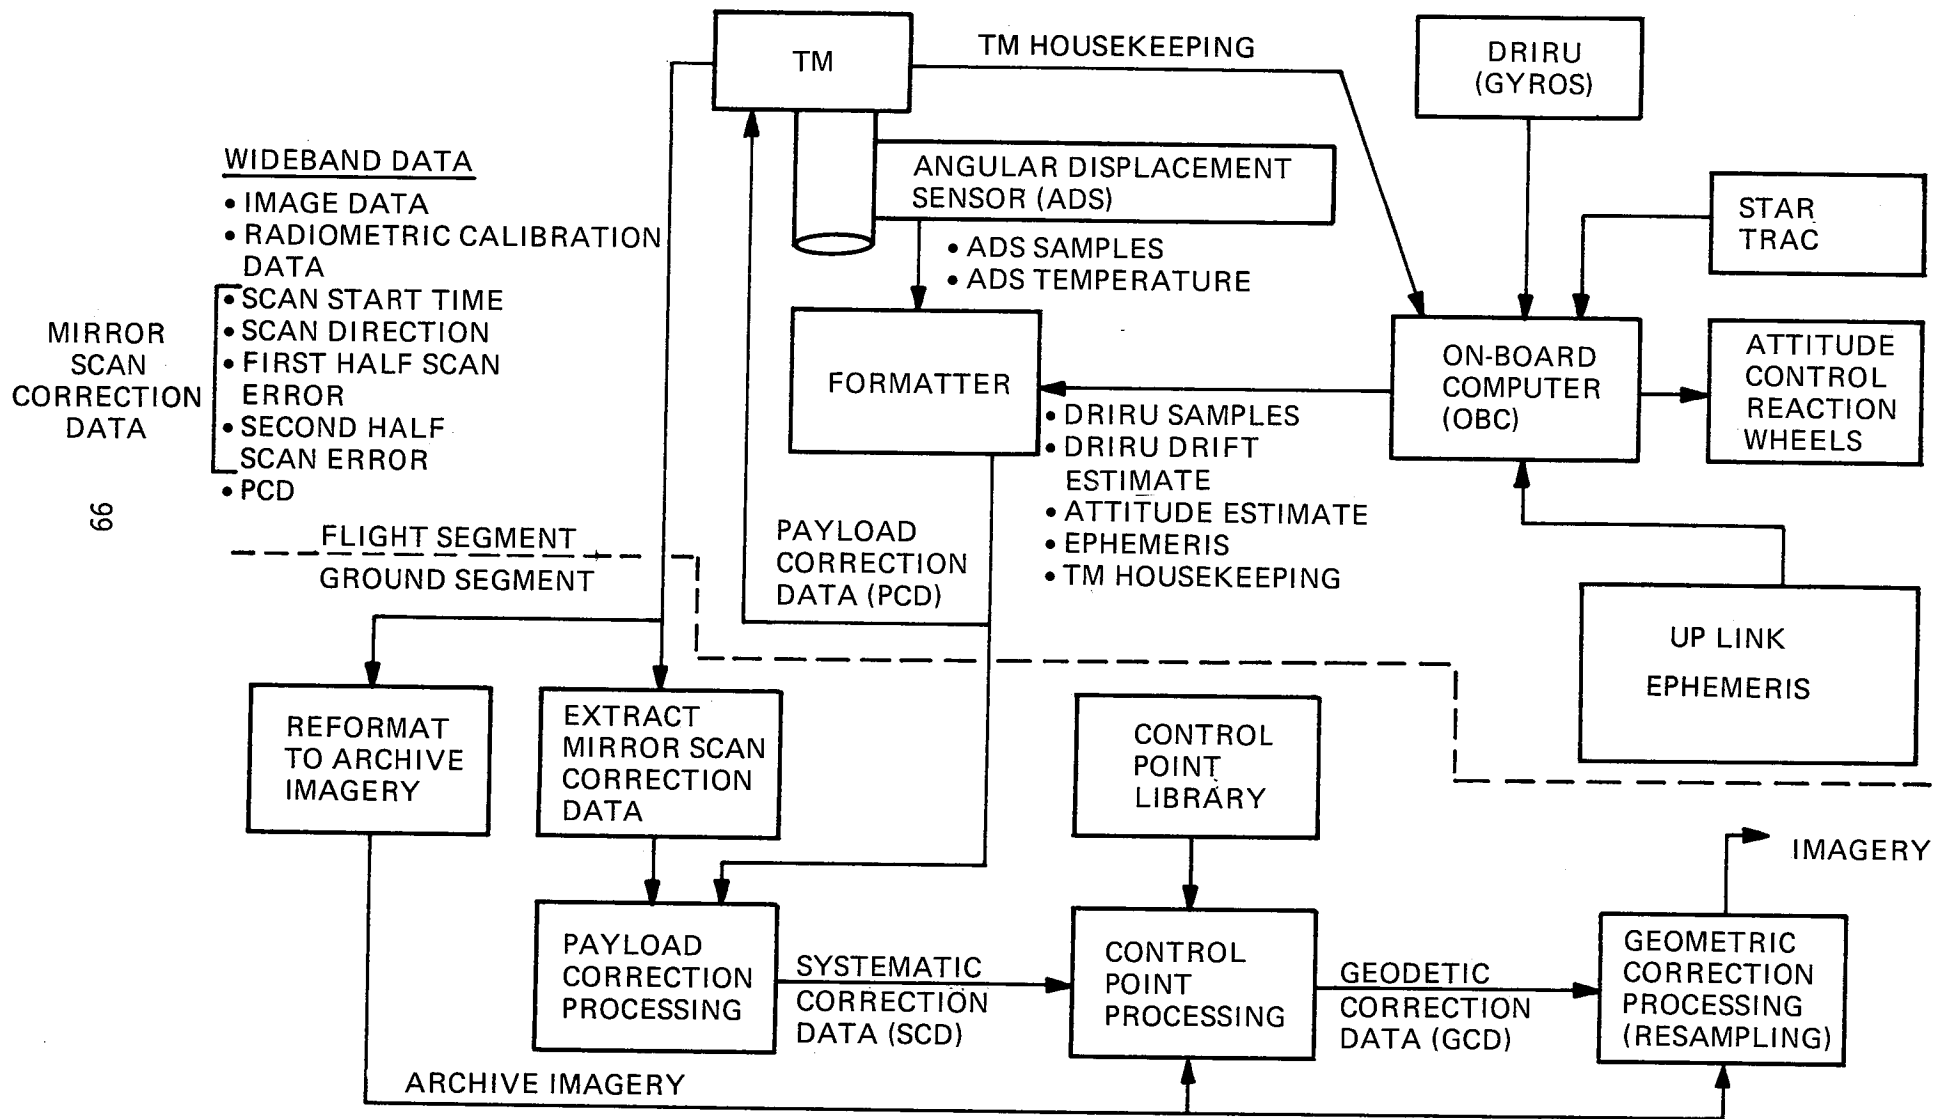 TM
TM HOUSEKEEPING
DRIRU
(GYROS)
WIDEBAND DATA
• IMAGE DATA
• RADIOMETRIC CALIBRATION
DATA
• SCAN START TIME
• SCAN DIRECTION
• FIRST HALF SCAN
ERROR
• SECOND HALF
SCAN ERROR
• PCD
MIRROR
SCAN
CORRECTION
DATA
ANGULAR DISPLACEMENT
SENSOR (ADS)
• ADS SAMPLES
• ADS TEMPERATURE
STAR
TRAC
FORMATTER
ON-BOARD
COMPUTER
(OBC)
ATTITUDE
CONTROL
REACTION
WHEELS
• DRIRU SAMPLES
• DRIRU DRIFT
ESTIMATE
• ATTITUDE ESTIMATE
• EPHEMERIS
• TM HOUSEKEEPING
99
FLIGHT SEGMENT
GROUND SEGMENT
PAYLOAD
CORRECTION
DATA (PCD)
UP LINK
EPHEMERIS
REFORMAT
TO ARCHIVE
IMAGERY
EXTRACT
MIRROR SCAN
CORRECTION
DATA
CONTROL
POINT
LIBRARY
IMAGERY
PAYLOAD
CORRECTION
PROCESSING
SYSTEMATIC
CORRECTION
DATA (SCD)
CONTROL
POINT
PROCESSING
GEODETIC
CORRECTION
DATA (GCD)
GEOMETRIC
CORRECTION
PROCESSING
(RESAMPLING)
ARCHIVE IMAGERY